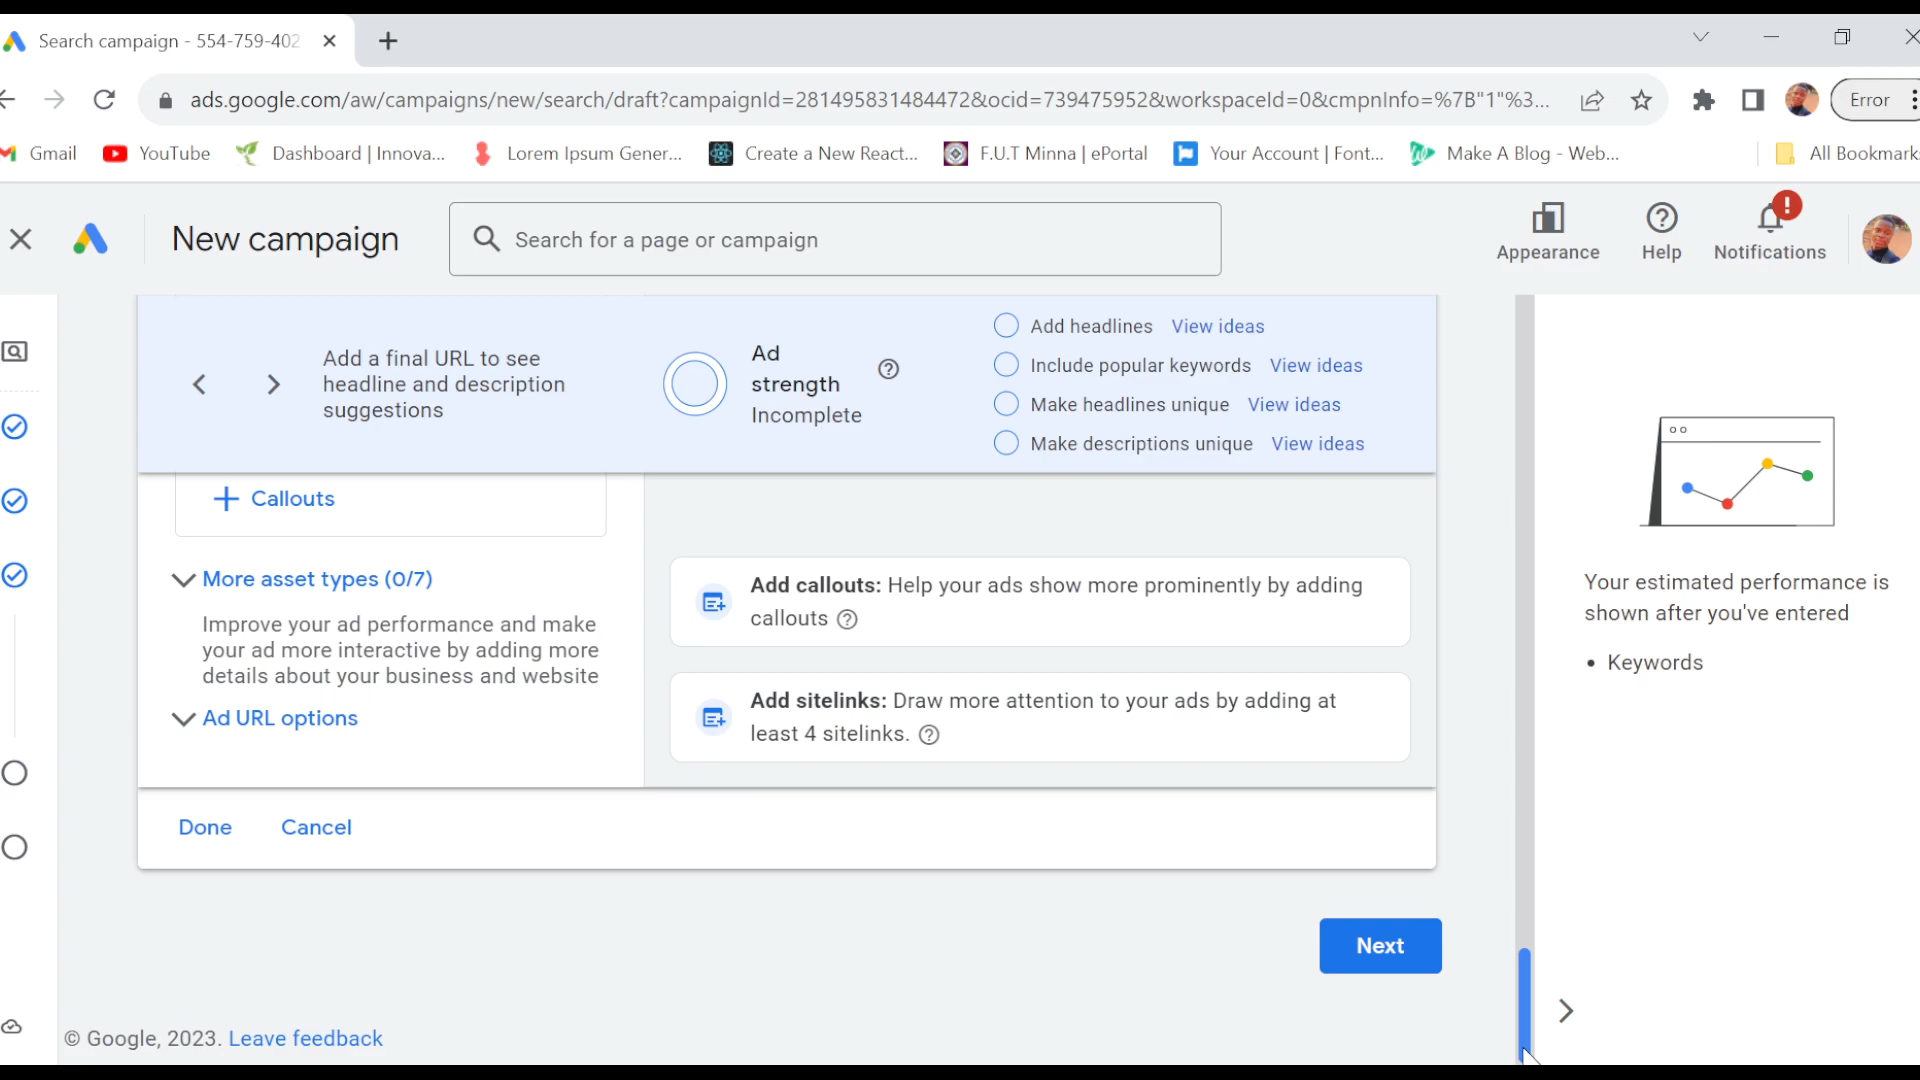 Search campaign - 554-759-402
ads.google.com/aw/campaigns/new/search/draft?campaignId=281495831484472&ocid=739475952&workspaceId=0&cmpnInfo=%7B"1"%3...
Error
Gmail
YouTube
Dashboard | Innova...
Lorem Ipsum Gener...
Create a New React...
F.U.T Minna | ePortal
Your Account | Font...
Make A Blog - Web...
All Bookmark
New campaign
Search for a page or campaign
Appearance
Help
Notifications
Add a final URL to see
headline and description
suggestions
Ad
strength
Incomplete
Add headlines View ideas
Include popular keywords View ideas
Make headlines unique View ideas
Make descriptions unique View ideas
+ Callouts
More asset types (0/7)
Improve your ad performance and make
your ad more interactive by adding more
details about your business and website
Ad URL options
Add callouts: Help your ads show more prominently by adding
callouts
Add sitelinks: Draw more attention to your ads by adding at
least 4 sitelinks.
Done
Cancel
Next
Your estimated performance is
shown after you've entered
• Keywords
© Google, 2023. Leave feedback